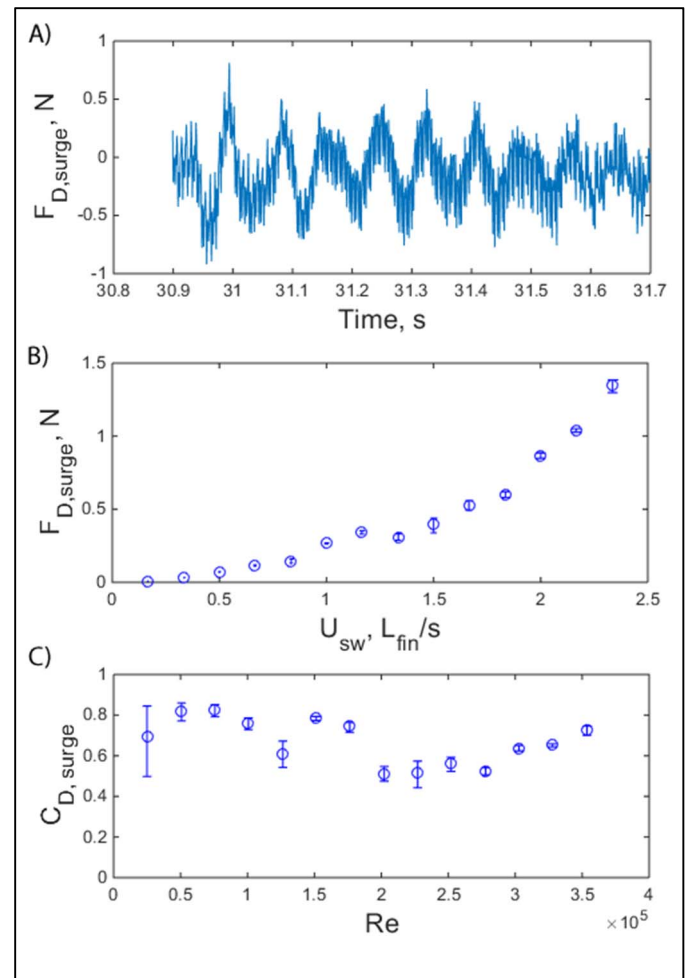 A)
F_D,surge, N
1
0.5
0
-0.5
-1
30.8 30.9 31 31.1 31.2 31.3 31.4 31.5 31.6 31.7
Time, s
B)
F_D,surge, N
1.5
1
0.5
0
0 0.5 1 1.5 2 2.5
U_sw, L_fin/s
C)
C_D, surge
1
0.8
0.6
0.4
0.2
0
0 0.5 1 1.5 2 2.5 3 3.5 4
Re
× 10^5